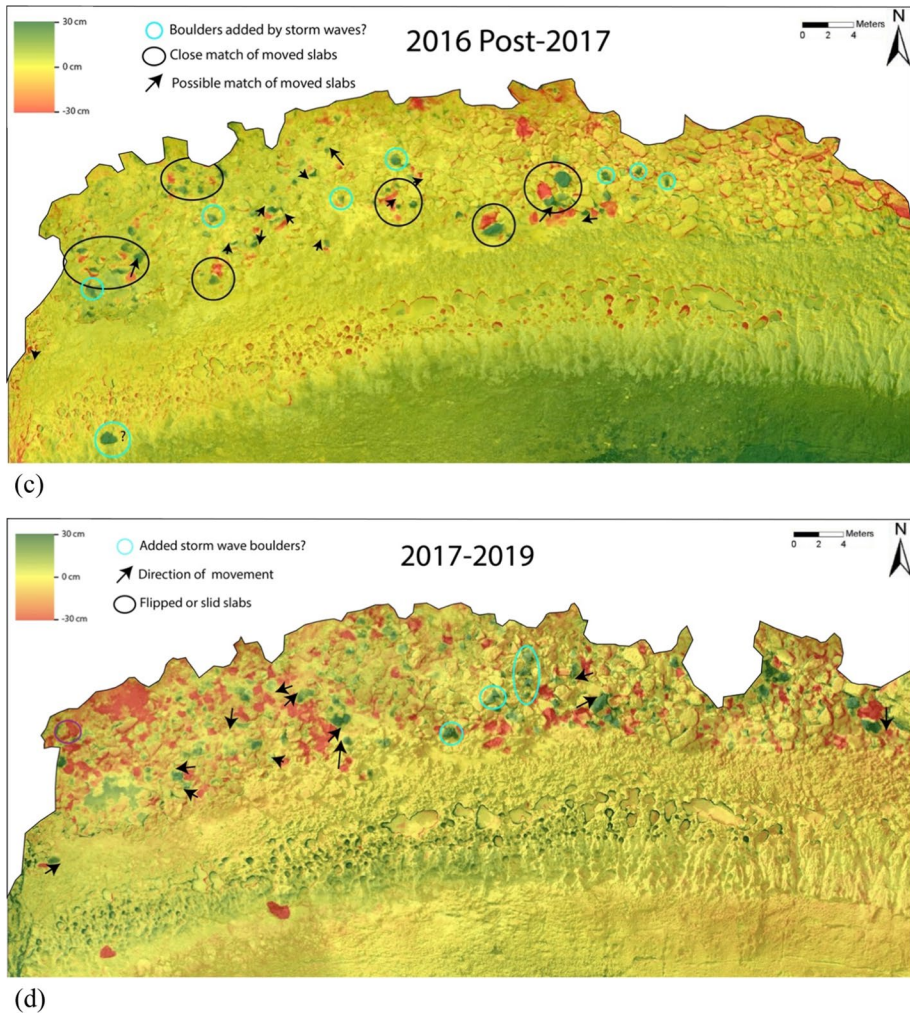 30 cm
0 cm
-30 cm
Boulders added by storm waves?
Close match of moved slabs
Possible match of moved slabs
2016 Post-2017
Meters
0 2 4
N
?
(c)
30 cm
0 cm
-30 cm
Added storm wave boulders?
Direction of movement
Flipped or slid slabs
2017-2019
Meters
0 2 4
N
(d)